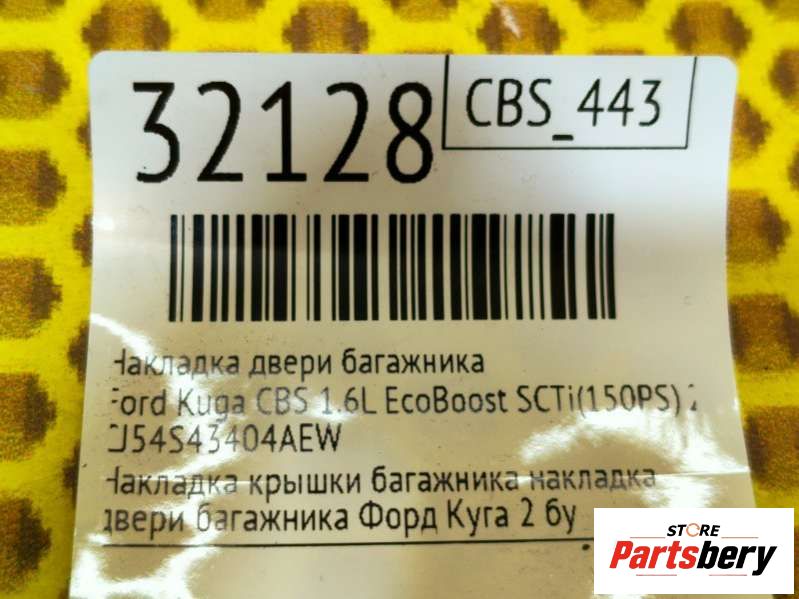 32128
CBS_443
Накладка двери багажника
Ford Kuga CBS 1.6L EcoBoost SCTi(150PS) 2
CJ54S43404AEW
Накладка крышки багажника накладка
двери багажника Форд Куга 2 бу
STORE
Partsbery